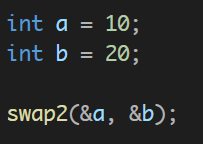 int a = 10;
int b = 20;
swap2(&a, &b);